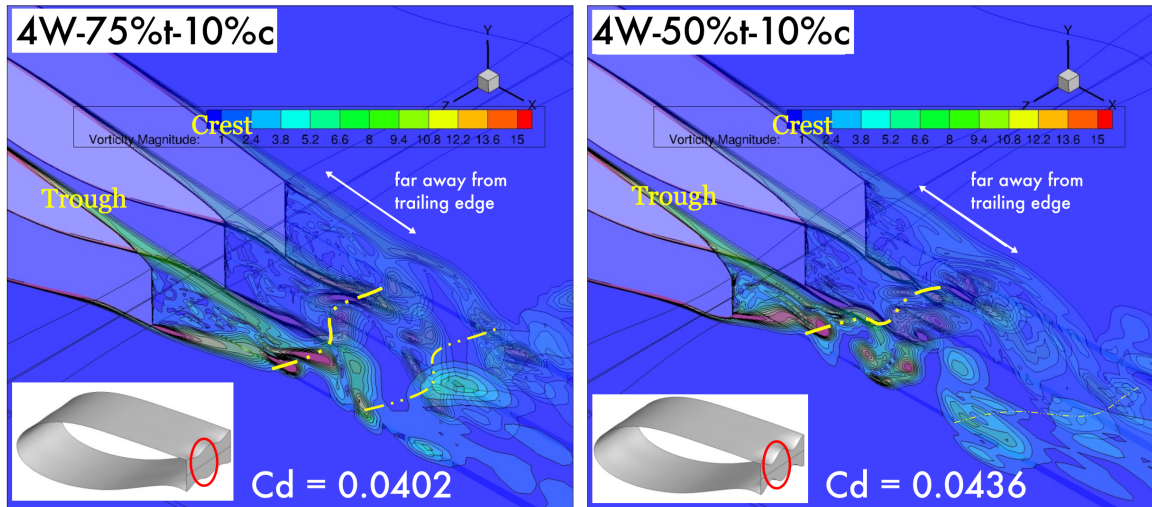 4W-75%t-10%c
Y
Z
X
Crest
Vorticity Magnitude: 1 2.4 3.8 5.2 6.6 8 9.4 10.8 12.2 13.6 15
Trough
far away from
trailing edge
Cd = 0.0402
4W-50%t-10%c
Y
Z
X
Crest
Vorticity Magnitude: 1 2.4 3.8 5.2 6.6 8 9.4 10.8 12.2 13.6 15
Trough
far away from
trailing edge
Cd = 0.0436